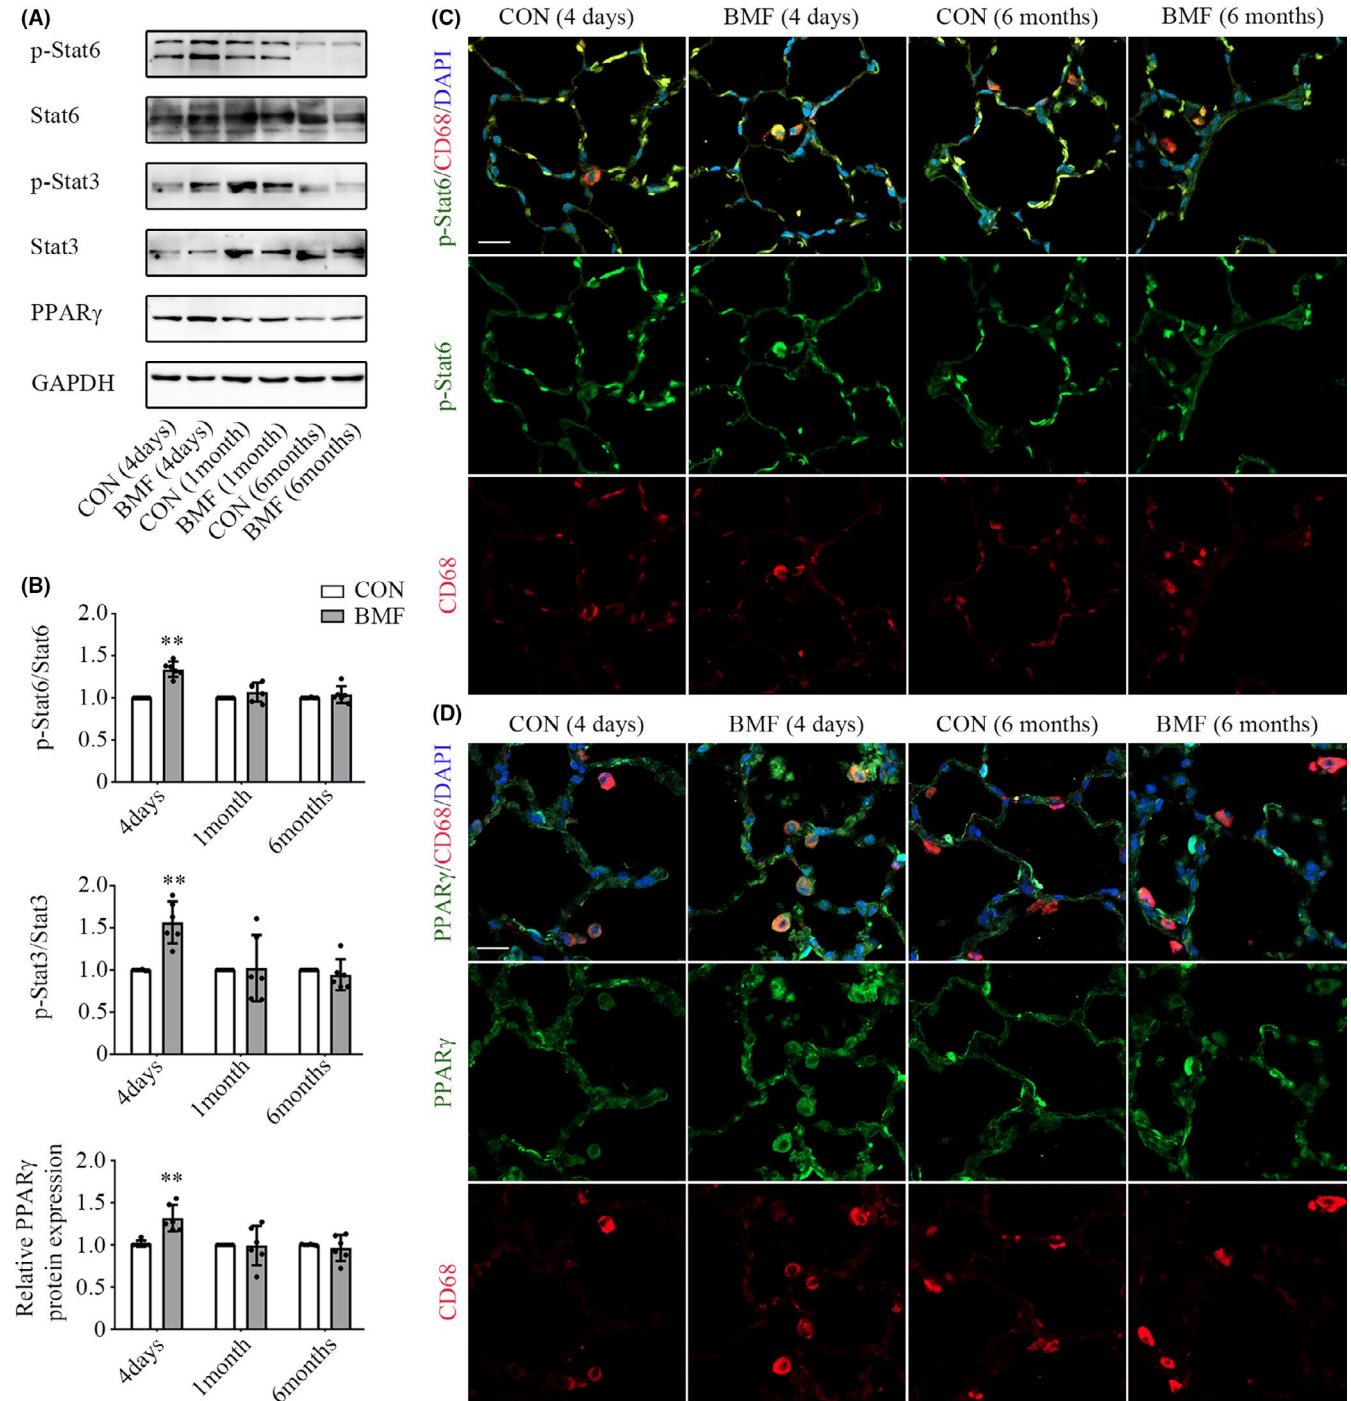 (A)
p-Stat6
Stat6
p-Stat3
Stat3
PPARγ
GAPDH
CON (4days)
BMF (4days)
CON (1month)
BMF (1month)
CON (6months)
BMF (6months)
(B)
CON
BMF
p-Stat6/Stat6
2.0
1.5
1.0
0.5
0
**
4days
1month
6months
p-Stat3/Stat3
2.0
1.5
1.0
0.5
0
**
4days
1month
6months
Relative PPARγ
protein expression
2.0
1.5
1.0
0.5
0
**
4days
1month
6months
(C)
CON (4 days)
BMF (4 days)
CON (6 months)
BMF (6 months)
p-Stat6/CD68/DAPI
p-Stat6
CD68
(D)
CON (4 days)
BMF (4 days)
CON (6 months)
BMF (6 months)
PPARγ/CD68/DAPI
PPARγ
CD68